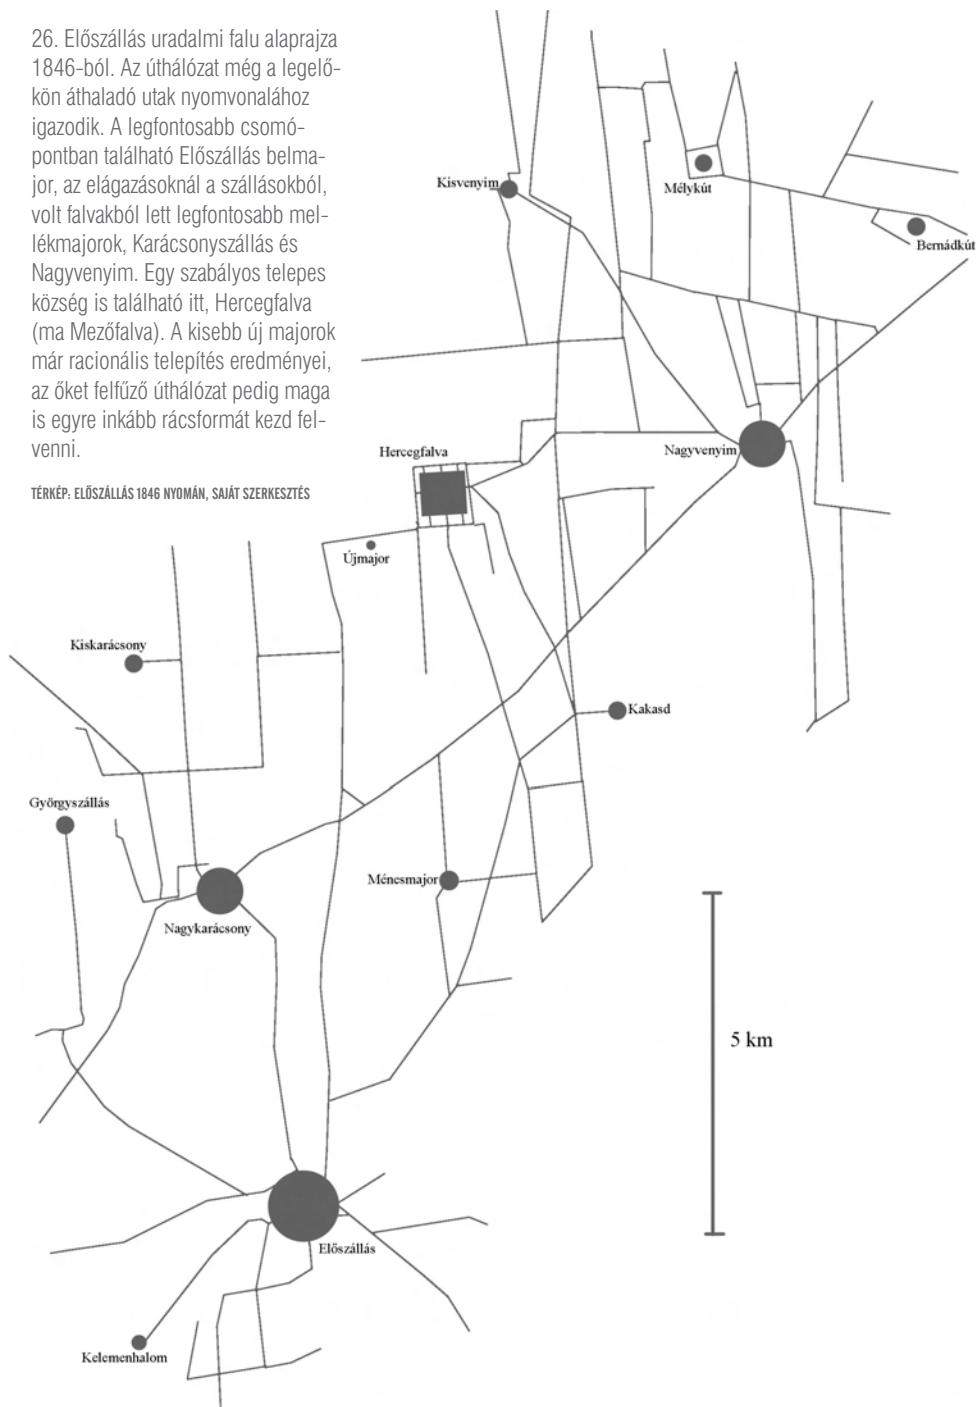 26. Előszállás uradalmi falu alaprajza
1846-ból. Az úthálózat még a legelő-
kön áthaladó utak nyomvonalához
igazodik. A legfontosabb csomó-
pontban található Előszállás belma-
jor, az elágazásoknál a szállásokból,
volt falvakból lett legfontosabb mel-
lékmajorok, Karácsonyszállás és
Nagyvenyim. Egy szabályos telepes
község is található itt, Hercegfalva
(ma Mezőfalva). A kisebb új majorok
már racionális telepítés eredményei,
az őket felfűző úthálózat pedig maga
is egyre inkább rácsformát kezd fel-
venni.
TÉRKÉP: ELŐSZÁLLÁS 1846 NYOMÁN, SAJÁT SZERKESZTÉS
Kisvenyim
Mélykút
Bernádkút
Hercegfalva
Nagyvenyim
Újmajor
Kiskarácsony
Kakasd
Györgyszállás
Ménesmajor
Nagykarácsony
5 km
Előszállás
Kelemenhalom